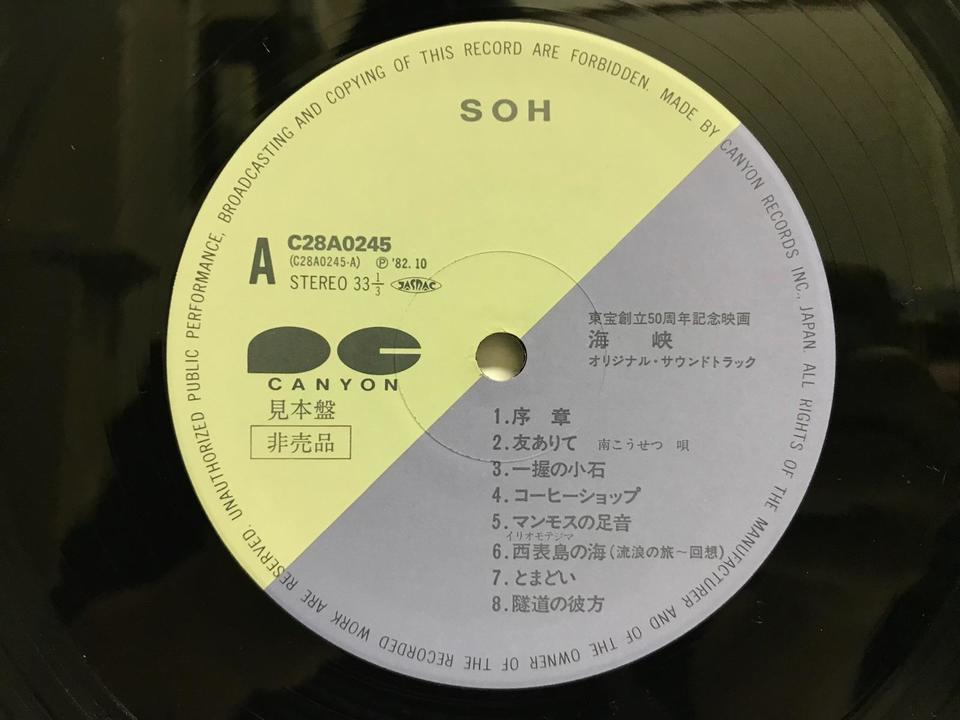 UNAUTHORIZED PUBLIC PERFORMANCE, BROADCASTING AND COPYING OF THIS RECORD ARE FORBIDDEN. MADE BY CANYON RECORDS INC., JAPAN. ALL RIGHTS OF THE MANUFACTURER AND OF THE OWNER OF THE RECORDED WORK ARE RESERVED.
SOH
A C28A0245
(C28A0245-A) Ⓟ '82. 10
STEREO 33 1/3 JASRAC
CANYON
見本盤
非売品
東宝創立50周年記念映画
海 峡
オリジナル・サウンドトラック
1.序 章
2.友ありて 南こうせつ 唄
3.一握の小石
4.コーヒーショップ
5.マンモスの足音
イリオモテジマ
6.西表島の海(流浪の旅〜回想)
7.とまどい
8.隧道の彼方